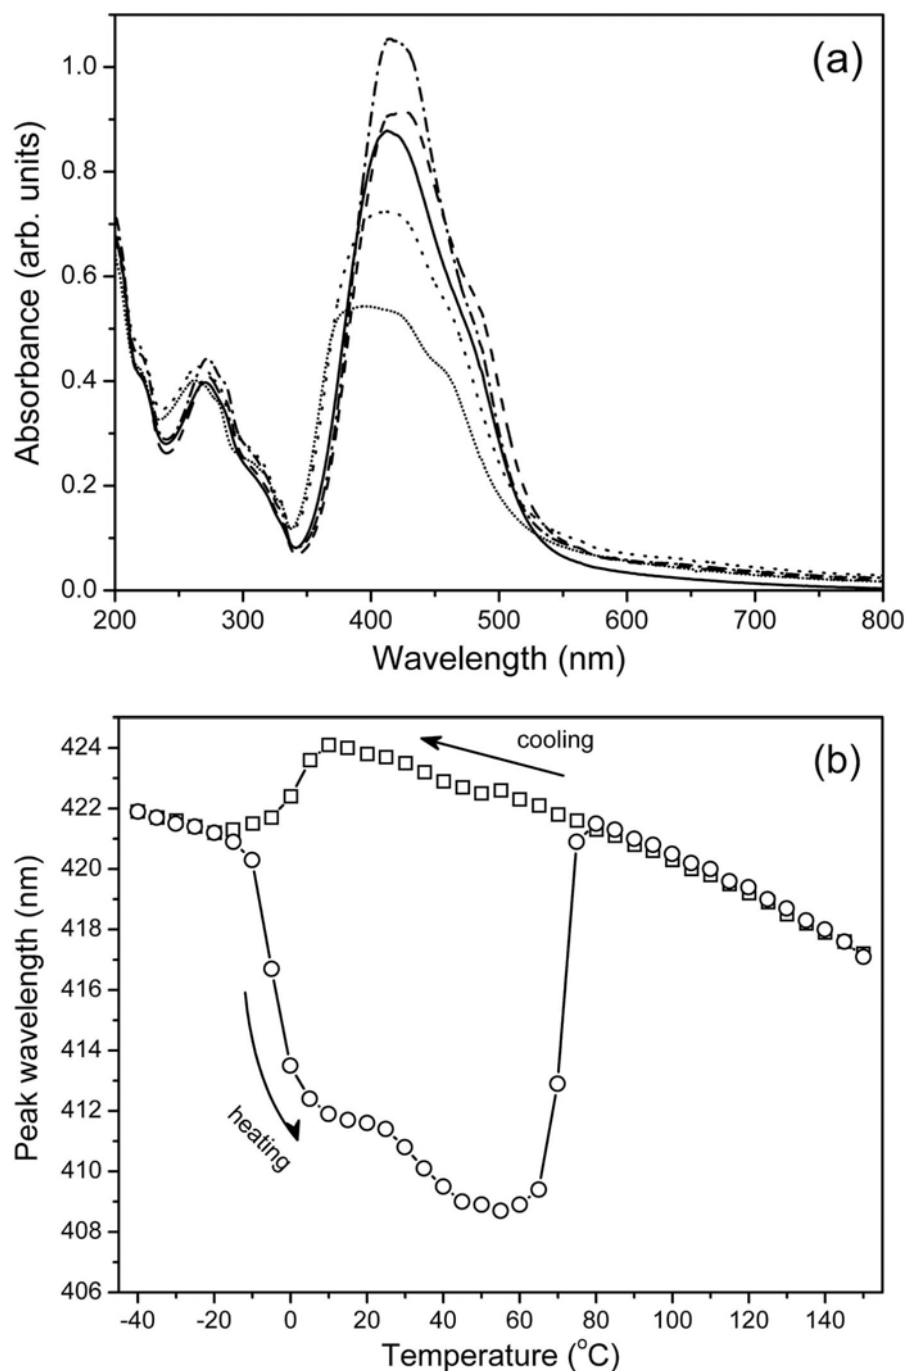 (a)
Absorbance (arb. units)
1.0
0.8
0.6
0.4
0.2
0.0
200 300 400 500 600 700 800
Wavelength (nm)
(b)
cooling
heating
Peak wavelength (nm)
424
422
420
418
416
414
412
410
408
406
-40 -20 0 20 40 60 80 100 120 140
Temperature (°C)